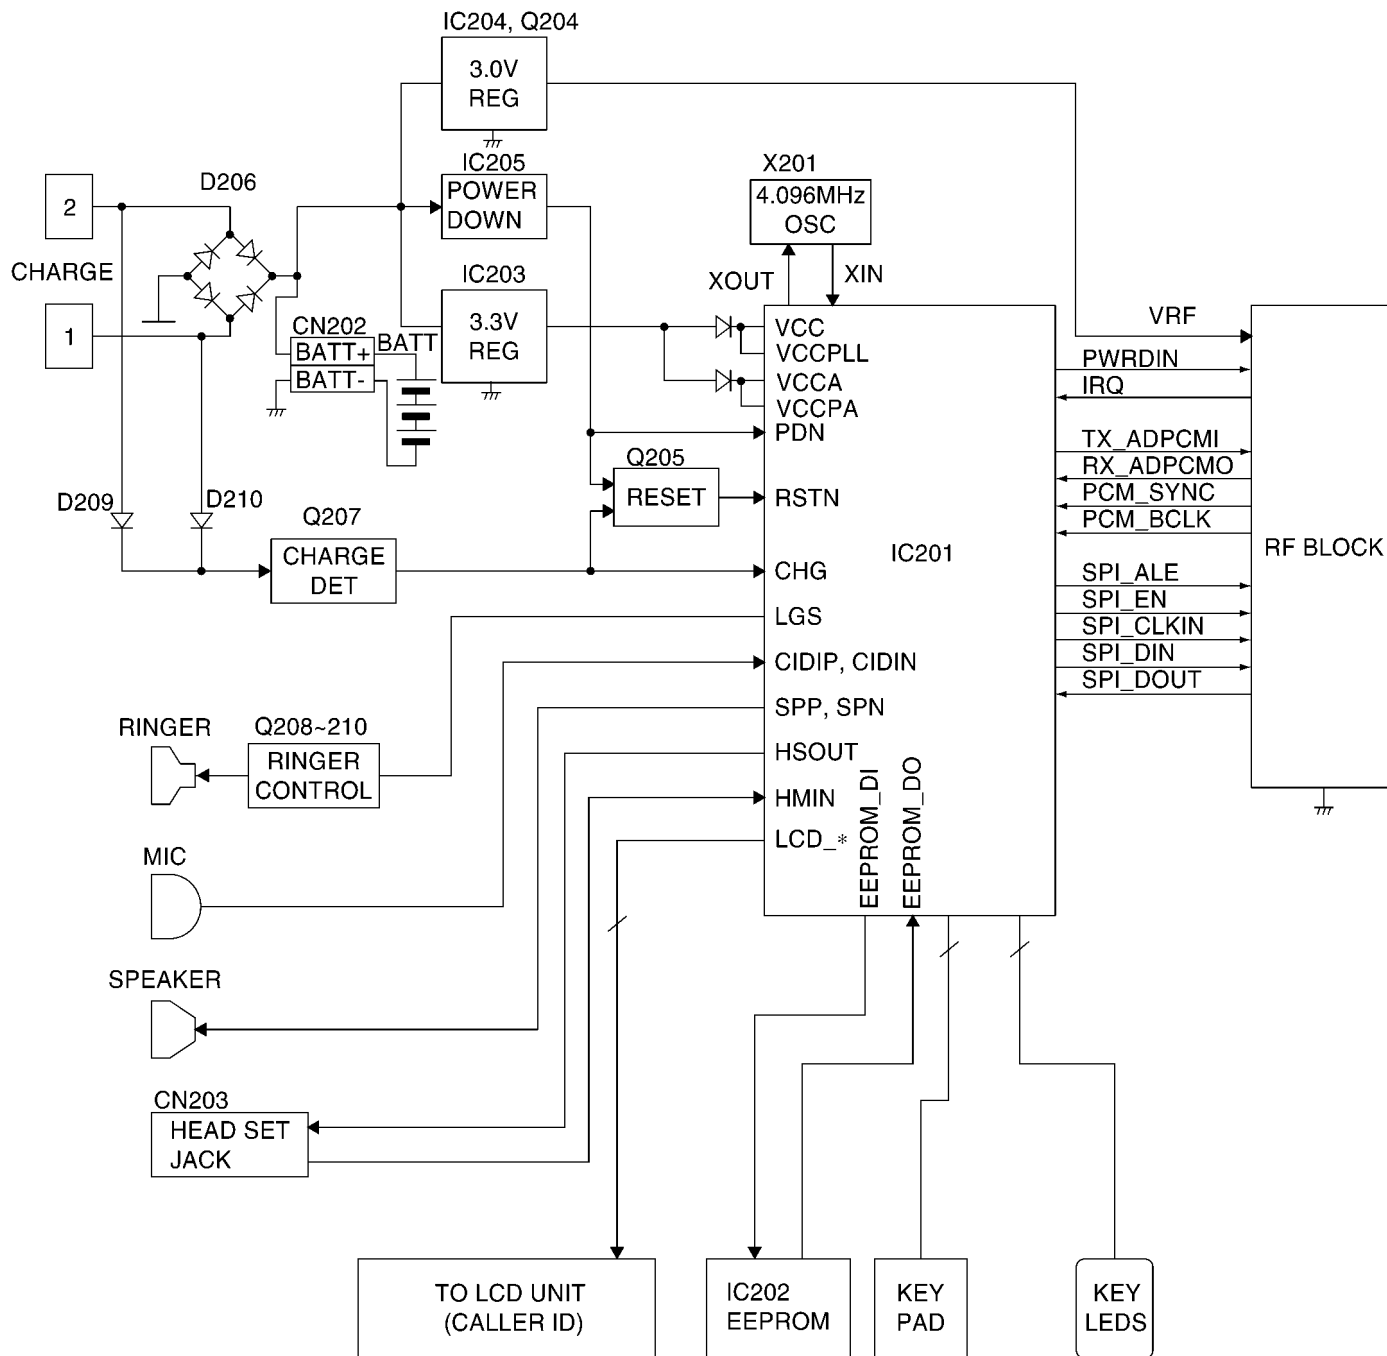 IC204, Q204
3.0V
REG
IC205
POWER
DOWN
X201
4.096MHz
OSC
D206
2
CHARGE
1
IC203
3.3V
REG
XOUT
XIN
CN202
BATT+
BATT-
BATT
VCC
VCCPLL
VCCA
VCCPA
PDN
VRF
PWRDIN
IRQ
TX_ADPCMI
RX_ADPCMO
PCM_SYNC
PCM_BCLK
Q205
RESET
RSTN
D209
D210
Q207
CHARGE
DET
CHG
IC201
RF BLOCK
SPI_ALE
SPI_EN
SPI_CLKIN
SPI_DIN
SPI_DOUT
LGS
CIDIP, CIDIN
SPP, SPN
HSOUT
HMIN
LCD_*
EEPROM_DI
EEPROM_DO
RINGER
Q208~210
RINGER
CONTROL
MIC
SPEAKER
CN203
HEAD SET
JACK
TO LCD UNIT
(CALLER ID)
IC202
EEPROM
KEY
PAD
KEY
LEDS